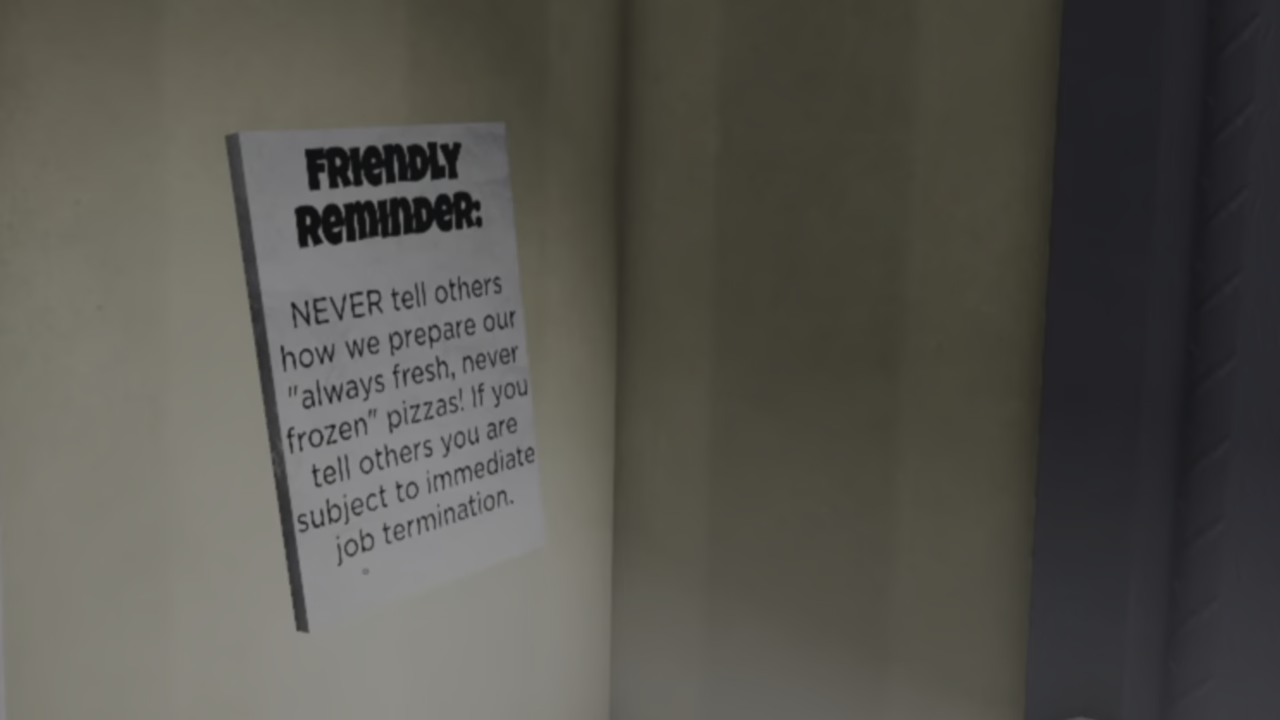 FRIENDLY
REMINDER:
NEVER tell others
how we prepare our
"always fresh, never
frozen" pizzas! If you
tell others you are
subject to immediate
job termination.